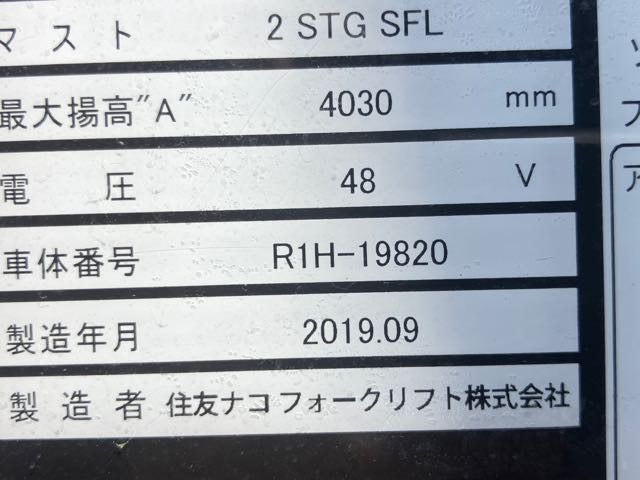 マスト 2 STG SFL
最大揚高"A" 4030 mm
電圧 48 V
車体番号 R1H-19820
製造年月 2019.09
製造者 住友ナコフォークリフト株式会社